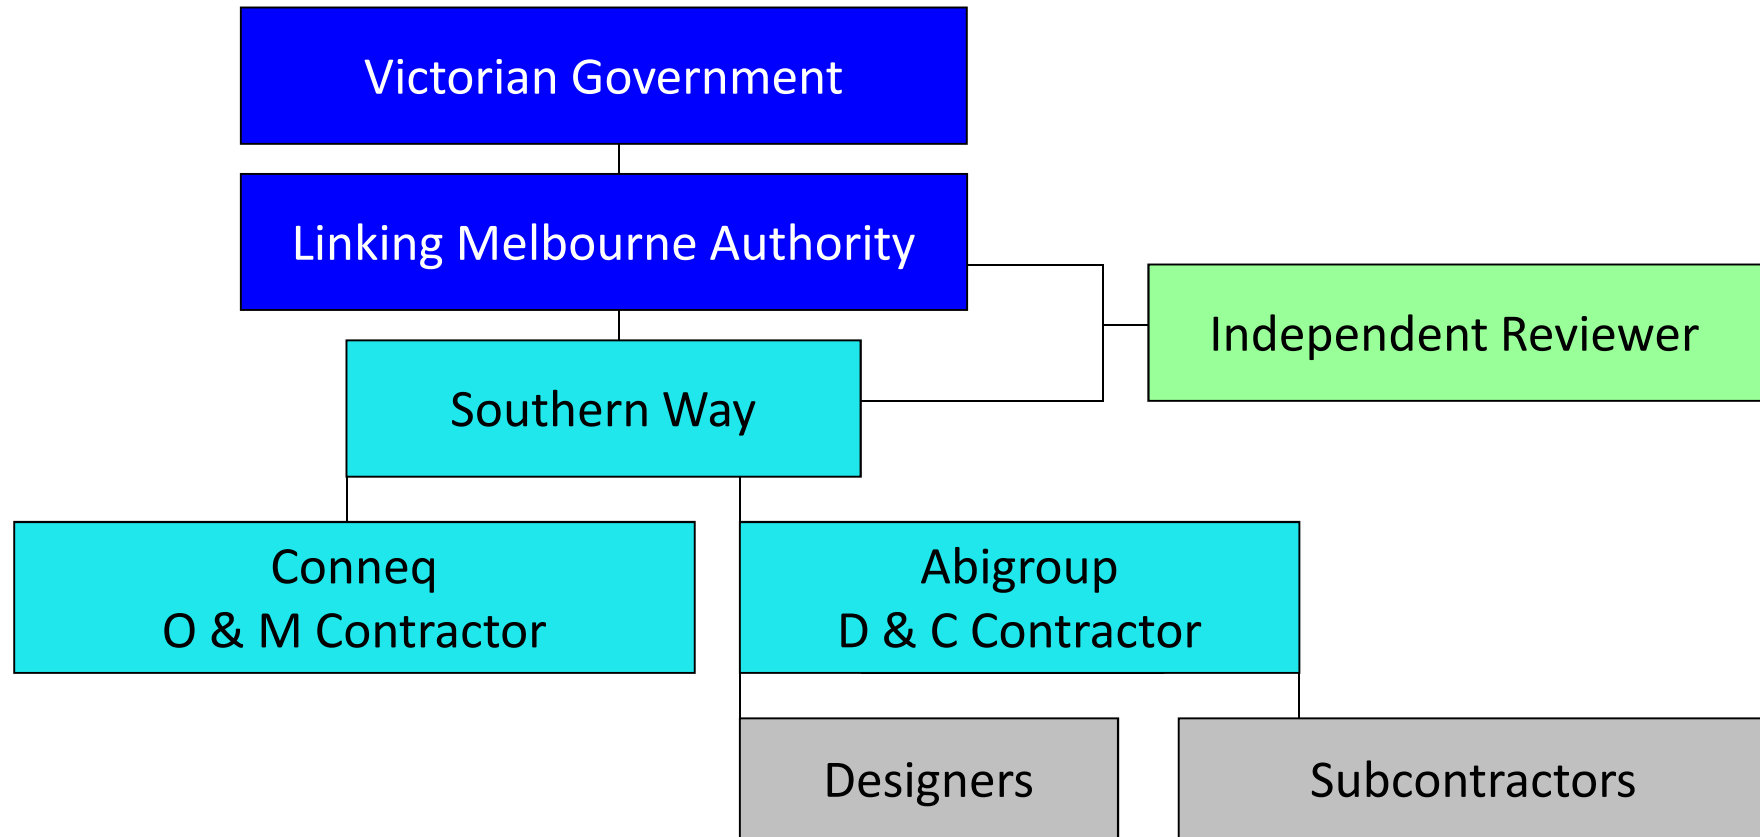 Victorian Government
Linking Melbourne Authority
Independent Reviewer
Southern Way
Conneq
O & M Contractor
Abigroup
D & C Contractor
Designers
Subcontractors